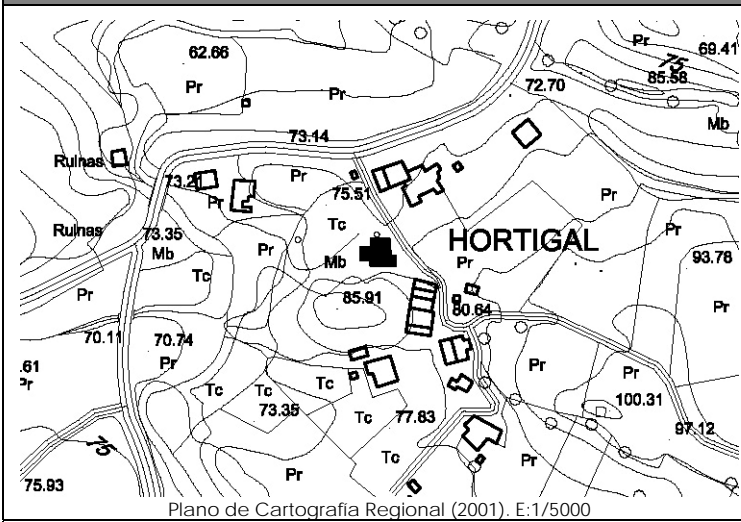 62.66
Pr
69.41
75
85.58
Pr
Pr
72.70
Mb
73.14
Ruinas
Pr
Pr
75.51
Pr
Tc
HORTIGAL
Pr
Ruinas
73.35
Mb
Pr
Mb
Pr
93.78
Tc
Pr
85.91
80.64
Pr
70.11
70.74
Pr
.61
Pr
Pr
Pr
Tc
Tc
Tc
73.35
Tc
77.83
100.31
97.12
75
Tc
Pr
Pr
75.93
Plano de Cartografía Regional (2001). E:1/5000